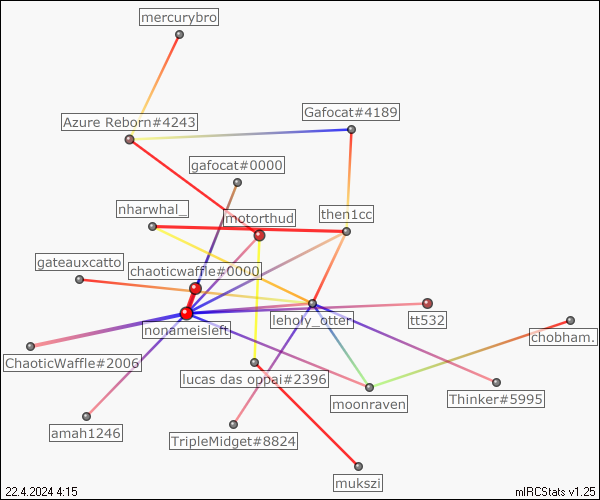 mercurybro
Azure Reborn#4243
Gafocat#4189
gafocat#0000
nharwhal_
motorthud
then1cc
gateauxcatto
chaoticwaffle#0000
nonameisleft
leholy_otter
tt532
chobham.
ChaoticWaffle#2006
lucas das oppai#2396
moonraven
Thinker#5995
amah1246
TripleMidget#8824
mukszi
22.4.2024 4:15
mIRCStats v1.25